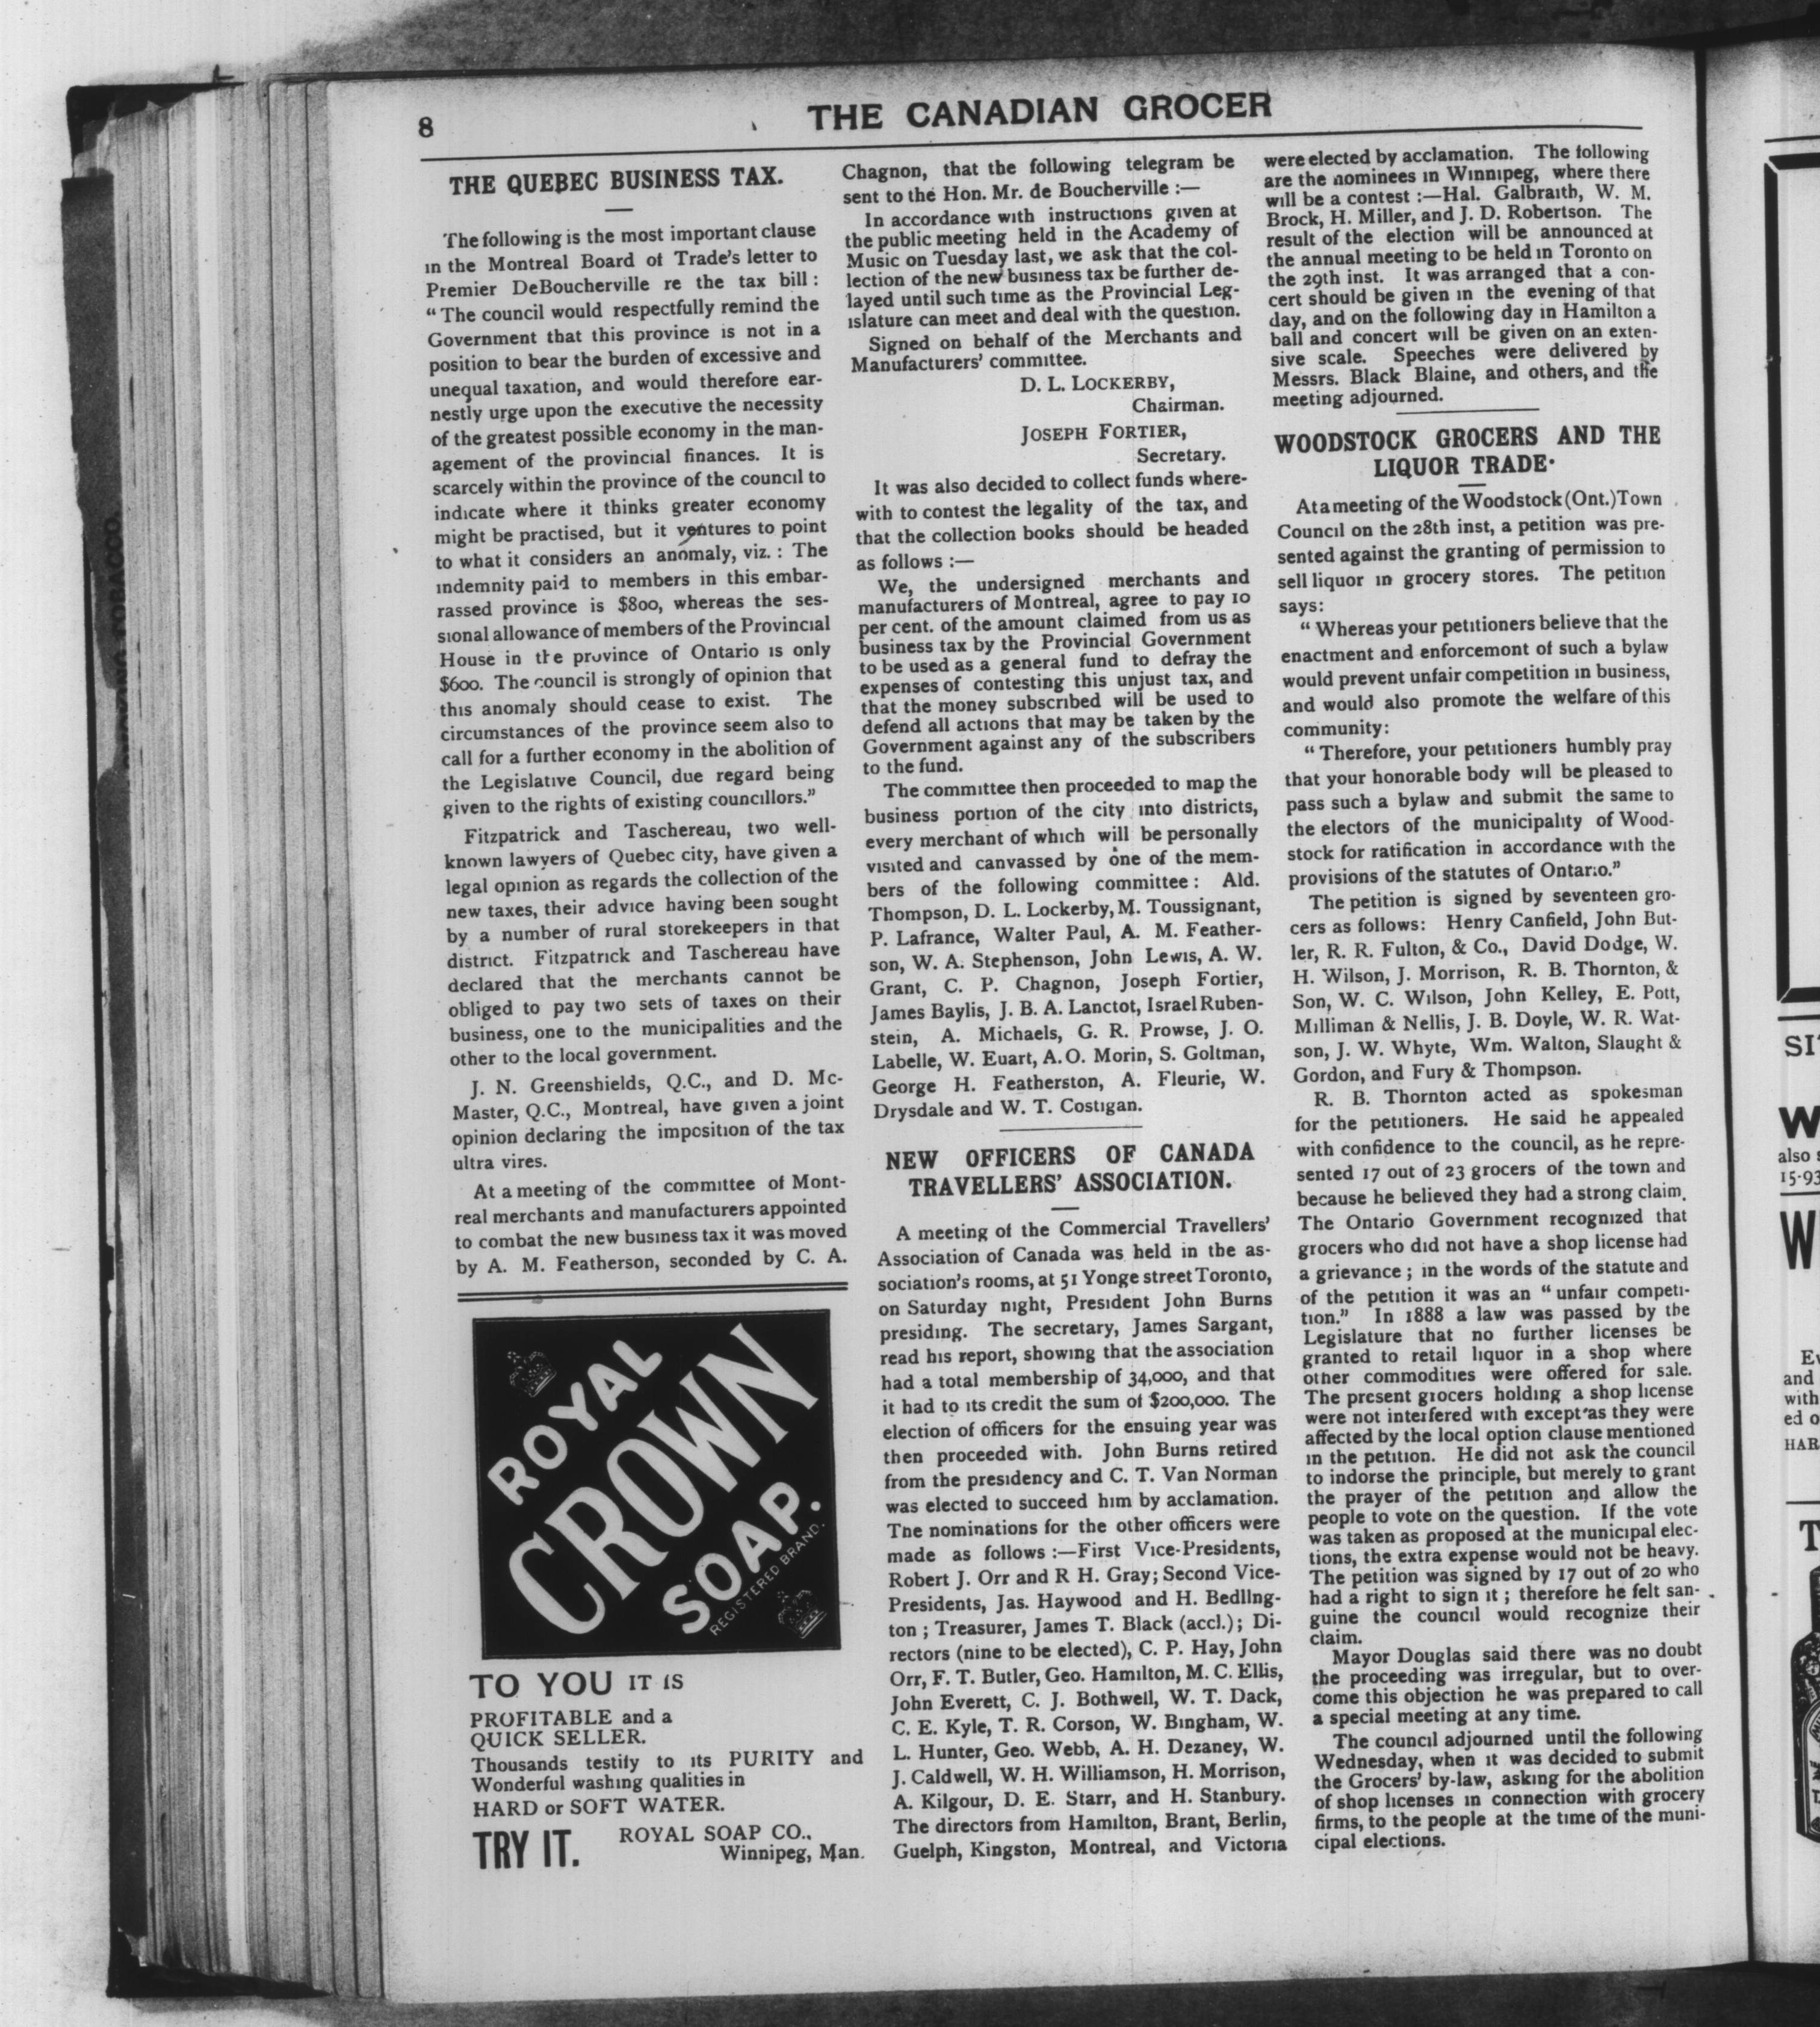 8
THE CANADIAN GROCER
THE QUEBEC BUSINESS TAX.
The following is the most important clause
in the Montreal Board of Trade's letter to
Premier DeBoucherville re the tax bill:
"The council would respectfully remind the
Government that this province is not in a
position to bear the burden of excessive and
unequal taxation, and would therefore ear-
nestly urge upon the executive the necessity
of the greatest possible economy in the man-
agement of the provincial finances. It is
scarcely within the province of the council to
indicate where it thinks greater economy
might be practised, but it ventures to point
to what it considers an anomaly, viz.: The
indemnity paid to members in this embar-
rassed province is $800, whereas the ses-
sional allowance of members of the Provincial
House in the province of Ontario is only
$600. The council is strongly of opinion that
this anomaly should cease to exist. The
circumstances of the province seem also to
call for a further economy in the abolition of
the Legislative Council, due regard being
given to the rights of existing councillors."
Fitzpatrick and Taschereau, two well-
known lawyers of Quebec city, have given a
legal opinion as regards the collection of the
new taxes, their advice having been sought
by a number of rural storekeepers in that
district. Fitzpatrick and Taschereau have
declared that the merchants cannot be
obliged to pay two sets of taxes on their
business, one to the municipalities and the
other to the local government.
J. N. Greenshields, Q.C., and D. Mc-
Master, Q.C., Montreal, have given a joint
opinion declaring the imposition of the tax
ultra vires.
At a meeting of the committee of Mont-
real merchants and manufacturers appointed
to combat the new business tax it was moved
by A. M. Featherson, seconded by C. A.
ROYAL
CROWN
SOAP.
REGISTERED BRAND.
TO YOU IT IS
PROFITABLE and a
QUICK SELLER.
Thousands testify to its PURITY and
Wonderful washing qualities in
HARD or SOFT WATER.
TRY IT.
ROYAL SOAP CO.,
Winnipeg, Man.
Chagnon, that the following telegram be
sent to the Hon. Mr. de Boucherville :—
In accordance with instructions given at
the public meeting held in the Academy of
Music on Tuesday last, we ask that the col-
lection of the new business tax be further de-
layed until such time as the Provincial Leg-
islature can meet and deal with the question.
Signed on behalf of the Merchants and
Manufacturers' committee.
D. L. LOCKERBY,
Chairman.
JOSEPH FORTIER,
Secretary.
It was also decided to collect funds where-
with to contest the legality of the tax, and
that the collection books should be headed
as follows :—
We, the undersigned merchants and
manufacturers of Montreal, agree to pay 10
per cent. of the amount claimed from us as
business tax by the Provincial Government
to be used as a general fund to defray the
expenses of contesting this unjust tax, and
that the money subscribed will be used to
defend all actions that may be taken by the
Government against any of the subscribers
to the fund.
The committee then proceeded to map the
business portion of the city into districts,
every merchant of which will be personally
visited and canvassed by one of the mem-
bers of the following committee: Ald.
Thompson, D. L. Lockerby, M. Toussignant,
P. Lafrance, Walter Paul, A. M. Feather-
son, W. A. Stephenson, John Lewis, A. W.
Grant, C. P. Chagnon, Joseph Fortier,
James Baylis, J. B. A. Lanctot, Israel Ruben-
stein, A. Michaels, G. R. Prowse, J. O.
Labelle, W. Euart, A. O. Morin, S. Goltman,
George H. Featherston, A. Fleurie, W.
Drysdale and W. T. Costigan.
NEW OFFICERS OF CANADA
TRAVELLERS' ASSOCIATION.
A meeting of the Commercial Travellers'
Association of Canada was held in the as-
sociation's rooms, at 51 Yonge street Toronto,
on Saturday night, President John Burns
presiding. The secretary, James Sargant,
read his report, showing that the association
had a total membership of 34,000, and that
it had to its credit the sum of $200,000. The
election of officers for the ensuing year was
then proceeded with. John Burns retired
from the presidency and C. T. Van Norman
was elected to succeed him by acclamation.
Tne nominations for the other officers were
made as follows :—First Vice-Presidents,
Robert J. Orr and R H. Gray; Second Vice-
Presidents, Jas. Haywood and H. Bedling-
ton ; Treasurer, James T. Black (accl.); Di-
rectors (nine to be elected), C. P. Hay, John
Orr, F. T. Butler, Geo. Hamilton, M. C. Ellis,
John Everett, C. J. Bothwell, W. T. Dack,
C. E. Kyle, T. R. Corson, W. Bingham, W.
L. Hunter, Geo. Webb, A. H. Dezaney, W.
J. Caldwell, W. H. Williamson, H. Morrison,
A. Kilgour, D. E. Starr, and H. Stanbury.
The directors from Hamilton, Brant, Berlin,
Guelph, Kingston, Montreal, and Victoria
were elected by acclamation. The following
are the nominees in Winnipeg, where there
will be a contest :—Hal. Galbraith, W. M.
Brock, H. Miller, and J. D. Robertson. The
result of the election will be announced at
the annual meeting to be held in Toronto on
the 29th inst. It was arranged that a con-
cert should be given in the evening of that
day, and on the following day in Hamilton a
ball and concert will be given on an exten-
sive scale. Speeches were delivered by
Messrs. Black Blaine, and others, and the
meeting adjourned.
WOODSTOCK GROCERS AND THE
LIQUOR TRADE.
At a meeting of the Woodstock (Ont.) Town
Council on the 28th inst, a petition was pre-
sented against the granting of permission to
sell liquor in grocery stores. The petition
says:
"Whereas your petitioners believe that the
enactment and enforcemont of such a bylaw
would prevent unfair competition in business,
and would also promote the welfare of this
community:
"Therefore, your petitioners humbly pray
that your honorable body will be pleased to
pass such a bylaw and submit the same to
the electors of the municipality of Wood-
stock for ratification in accordance with the
provisions of the statutes of Ontario."
The petition is signed by seventeen gro-
cers as follows: Henry Canfield, John But-
ler, R. R. Fulton, & Co., David Dodge, W.
H. Wilson, J. Morrison, R. B. Thornton, &
Son, W. C. Wilson, John Kelley, E. Pott,
Milliman & Nellis, J. B. Doyle, W. R. Wat-
son, J. W. Whyte, Wm. Walton, Slaught &
Gordon, and Fury & Thompson.
R. B. Thornton acted as spokesman
for the petitioners. He said he appealed
with confidence to the council, as he repre-
sented 17 out of 23 grocers of the town and
because he believed they had a strong claim.
The Ontario Government recognized that
grocers who did not have a shop license had
a grievance ; in the words of the statute and
of the petition it was an "unfair competi-
tion." In 1888 a law was passed by the
Legislature that no further licenses be
granted to retail liquor in a shop where
other commodities were offered for sale.
The present grocers holding a shop license
were not interfered with except as they were
affected by the local option clause mentioned
in the petition. He did not ask the council
to indorse the principle, but merely to grant
the prayer of the petition and allow the
people to vote on the question. If the vote
was taken as proposed at the municipal elec-
tions, the extra expense would not be heavy.
The petition was signed by 17 out of 20 who
had a right to sign it ; therefore he felt san-
guine the council would recognize their
claim.
Mayor Douglas said there was no doubt
the proceeding was irregular, but to over-
come this objection he was prepared to call
a special meeting at any time.
The council adjourned until the following
Wednesday, when it was decided to submit
the Grocers' by-law, asking for the abolition
of shop licenses in connection with grocery
firms, to the people at the time of the muni-
cipal elections.
also
15-93
and
with
ed o
HAR
TOBACCO.